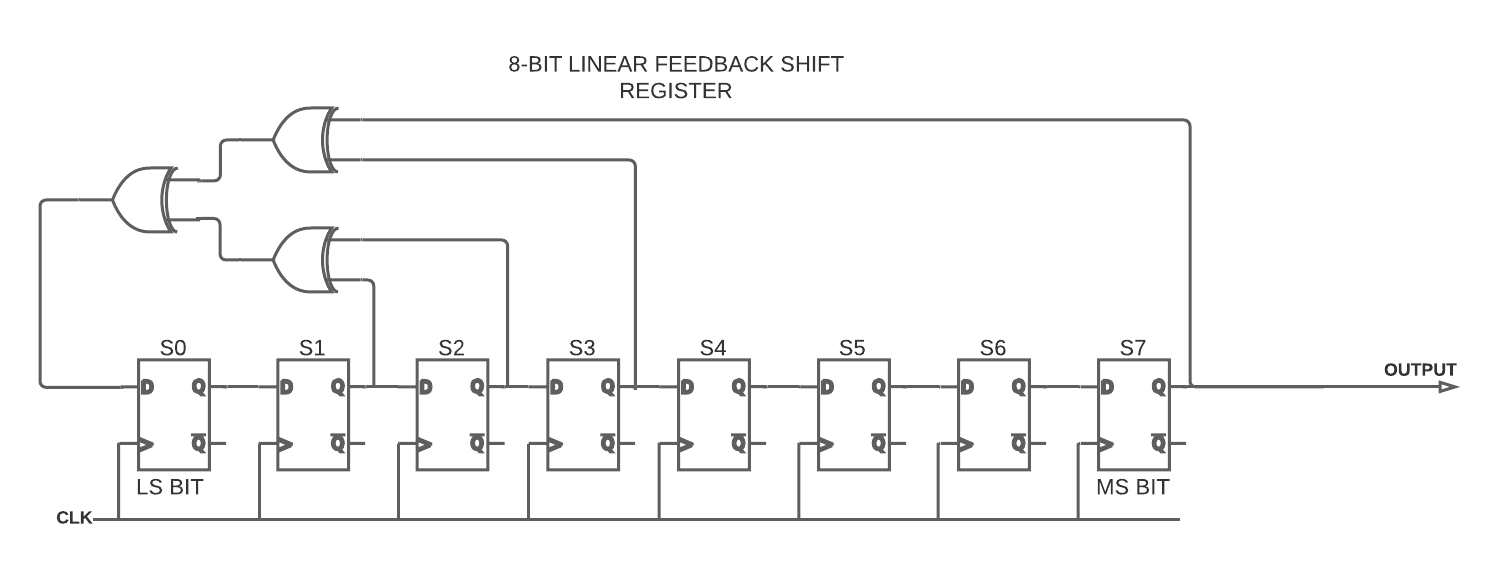 8-BIT LINEAR FEEDBACK SHIFT
REGISTER
S0 S1 S2 S3 S4 S5 S6 S7
OUTPUT
D Q D Q D Q D Q D Q D Q D Q D Q
Q̅ Q̅ Q̅ Q̅ Q̅ Q̅ Q̅ Q̅
LS BIT MS BIT
CLK